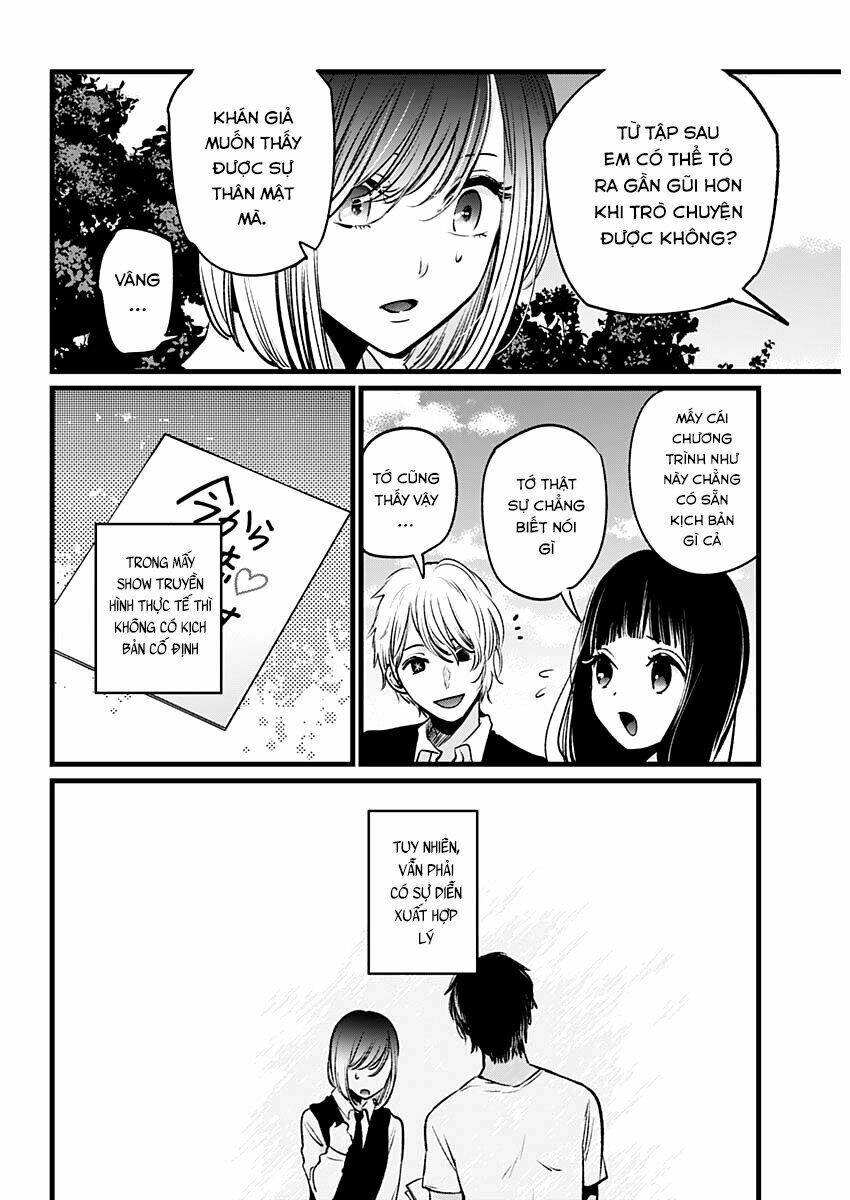 TỪ TẬP SAU
EM CÓ THỂ TỎ
RA GẦN GŨI HƠN
KHI TRÒ CHUYỆN
ĐƯỢC KHÔNG?
KHÁN GIẢ
MUỐN THẤY
ĐƯỢC SỰ
THÂN MẬT
MÀ.
VÂNG
...
MẤY CÁI
CHƯƠNG
TRÌNH NHƯ
NÀY CHẲNG
CÓ SẴN
KỊCH BẢN
GÌ CẢ
TỚ THẬT
SỰ CHẲNG
BIẾT NÓI
GÌ
TỚ CŨNG
THẤY VẬY
...
今から
TRONG MẤY
SHOW TRUYỀN
HÌNH THỰC TẾ THÌ
KHÔNG CÓ KỊCH
BẢN CỐ ĐỊNH
TUY NHIÊN,
VẪN PHẢI
CÓ SỰ DIỄN
XUẤT HỢP
LÝ